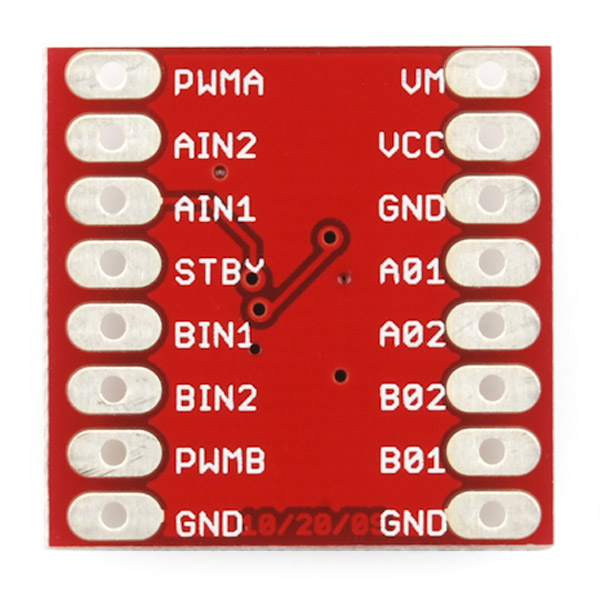 PWMA VM
AIN2 VCC
AIN1 GND
STBY A01
BIN1 A02
BIN2 B02
PWMB B01
GND 10/20/09 GND